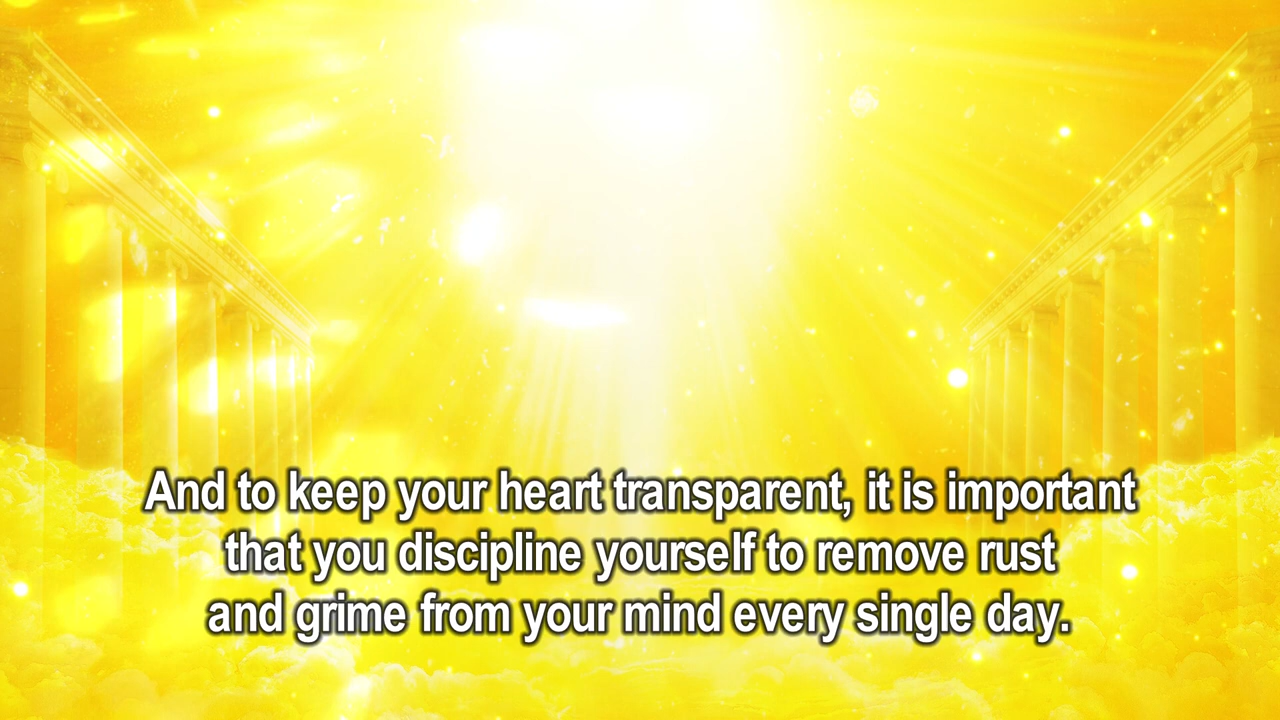 And to keep your heart transparent, it is important
that you discipline yourself to remove rust
and grime from your mind every single day.